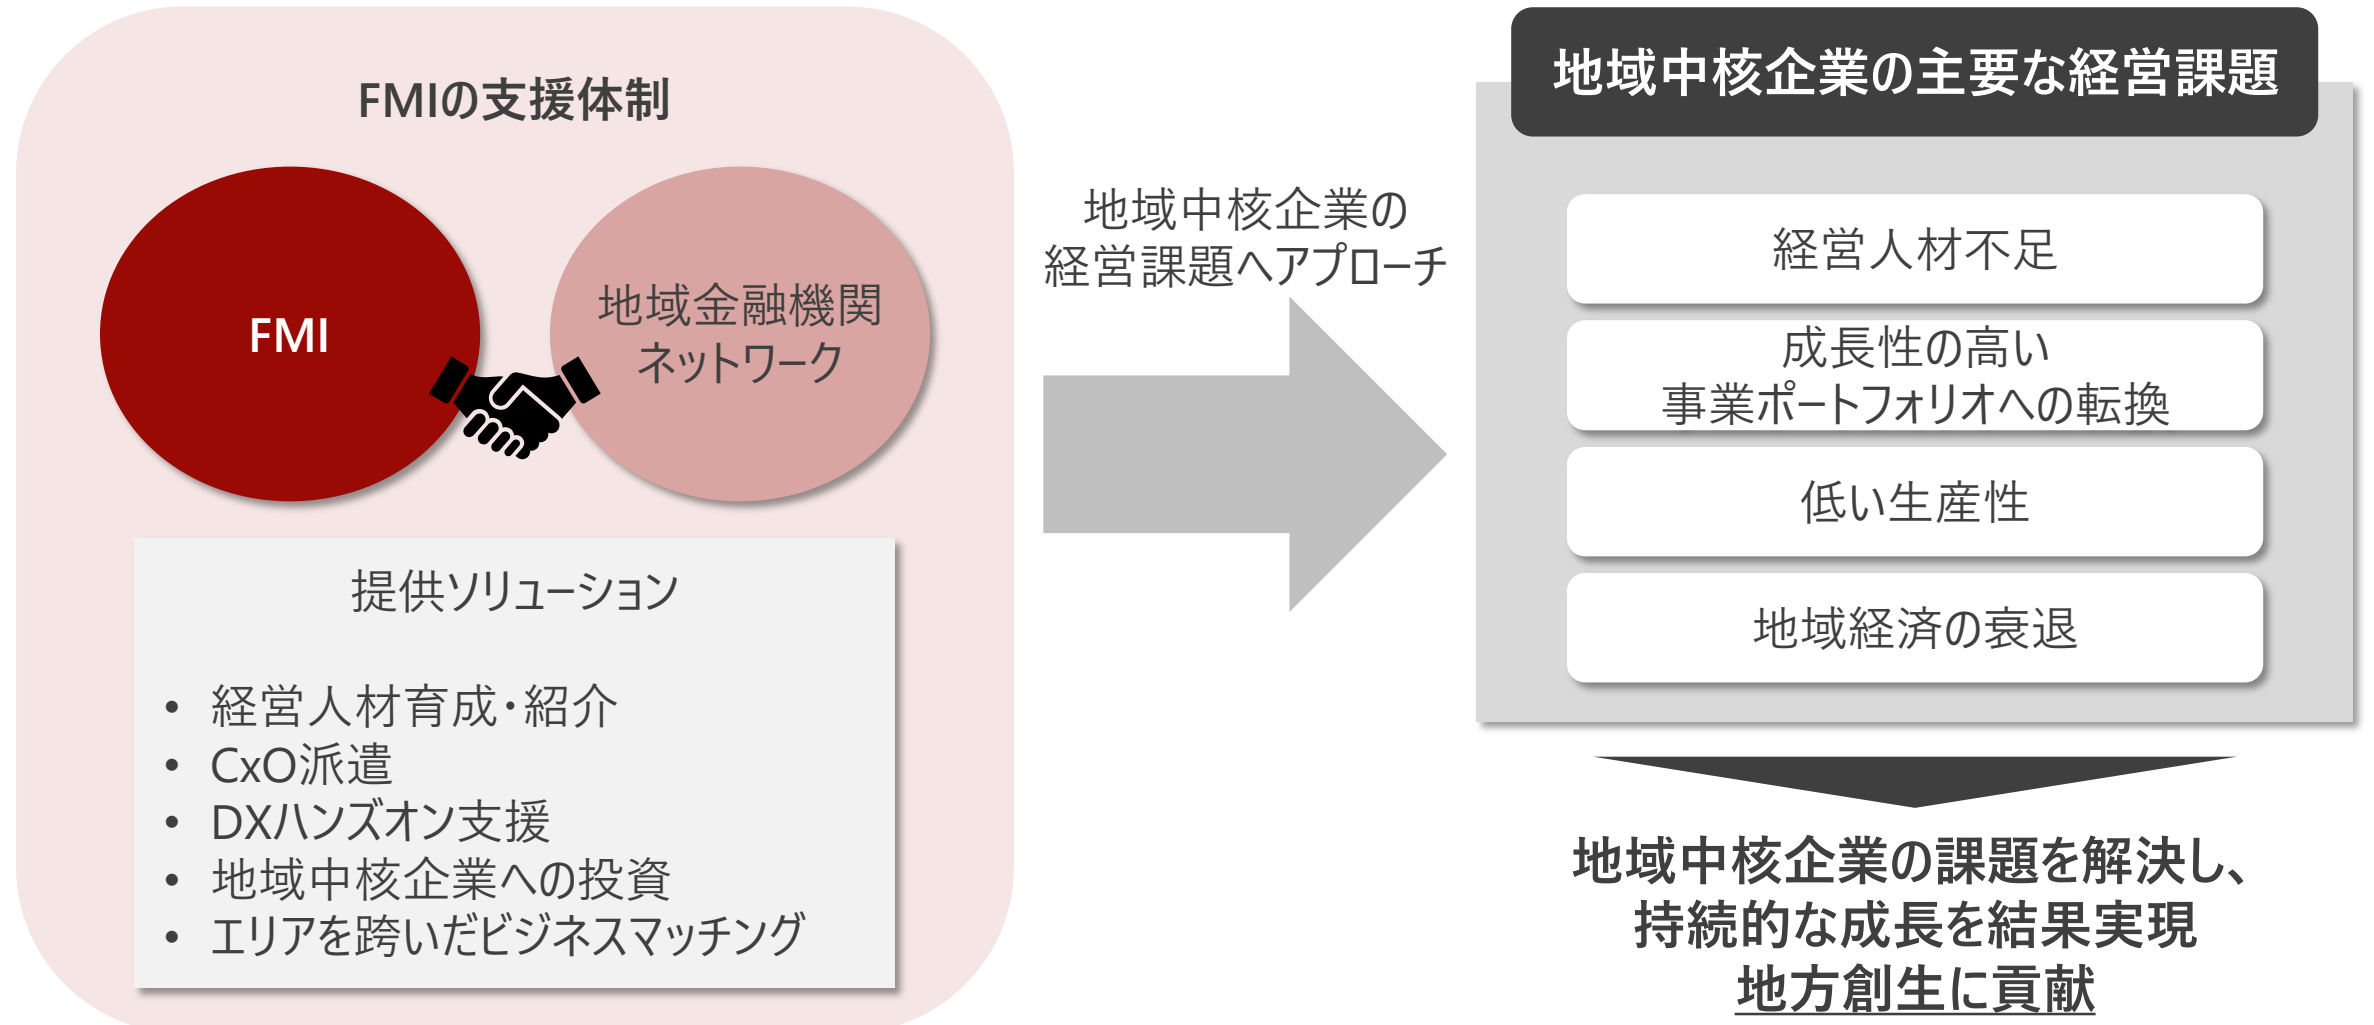 FMIの支援体制
FMI
地域金融機関
ネットワーク
提供ソリューション
• 経営人材育成・紹介
• CxO派遣
• DXハンズオン支援
• 地域中核企業への投資
• エリアを跨いだビジネスマッチング
地域中核企業の
経営課題へアプローチ
地域中核企業の主要な経営課題
経営人材不足
成長性の高い
事業ポートフォリオへの転換
低い生産性
地域経済の衰退
地域中核企業の課題を解決し、
持続的な成長を結果実現
地方創生に貢献